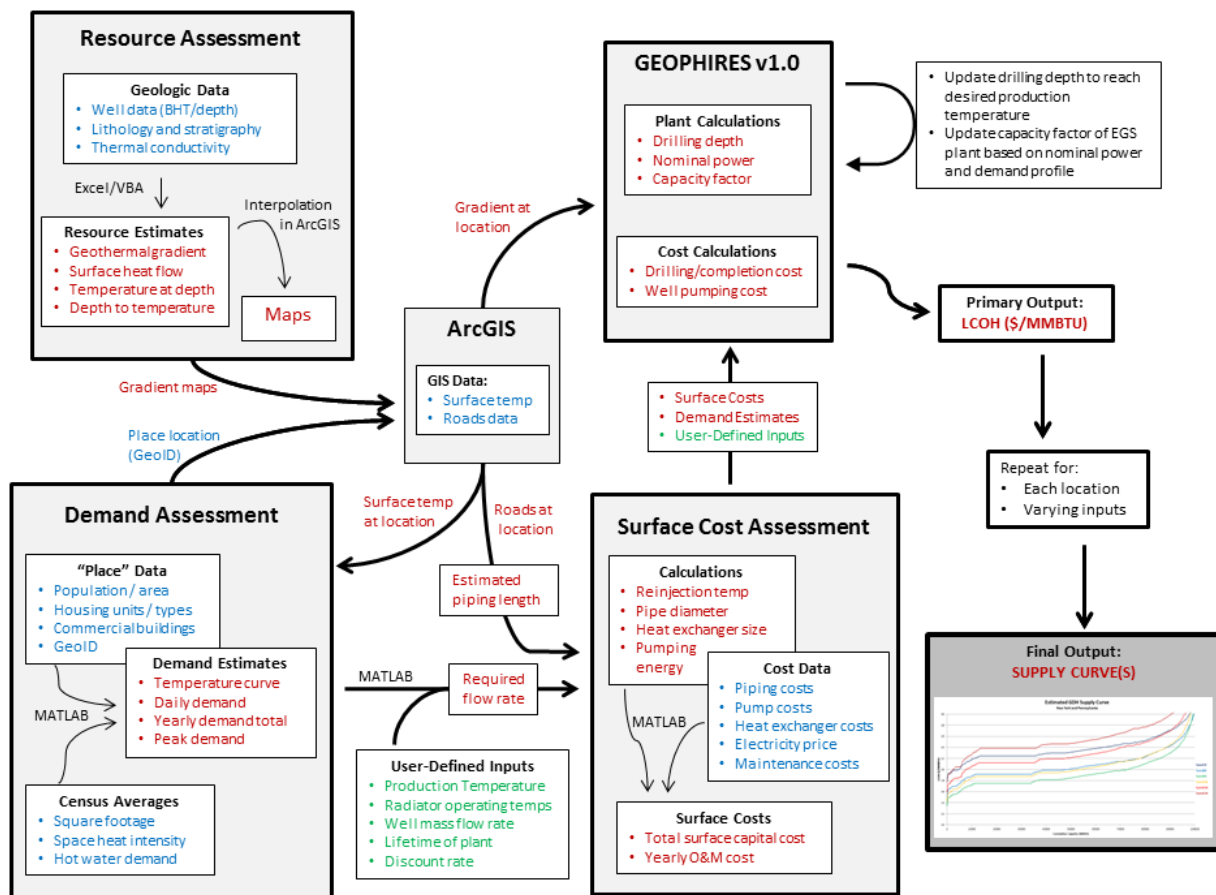 Resource Assessment
Geologic Data
• Well data (BHT/depth)
• Lithology and stratigraphy
• Thermal conductivity
Excel/VBA
Interpolation
in ArcGIS
Resource Estimates
• Geothermal gradient
• Surface heat flow
• Temperature at depth
• Depth to temperature
Maps
Gradient maps
Place location
(GeoID)
Gradient at
location
ArcGIS
GIS Data:
• Surface temp
• Roads data
Surface temp
at location
Roads at
location
GEOPHIRES v1.0
Plant Calculations
• Drilling depth
• Nominal power
• Capacity factor
Cost Calculations
• Drilling/completion cost
• Well pumping cost
• Update drilling depth to reach
desired production
temperature
• Update capacity factor of EGS
plant based on nominal power
and demand profile
Primary Output:
LCOH ($/MMBTU)
• Surface Costs
• Demand Estimates
• User-Defined Inputs
Repeat for:
• Each location
• Varying inputs
Demand Assessment
"Place" Data
• Population / area
• Housing units / types
• Commercial buildings
• GeoID
Demand Estimates
• Temperature curve
• Daily demand
• Yearly demand total
• Peak demand
MATLAB
Census Averages
• Square footage
• Space heat intensity
• Hot water demand
Estimated
piping length
MATLAB
Required
flow rate
User-Defined Inputs
• Production Temperature
• Radiator operating temps
• Well mass flow rate
• Lifetime of plant
• Discount rate
Surface Cost Assessment
Calculations
• Reinjection temp
• Pipe diameter
• Heat exchanger size
• Pumping
energy
Cost Data
• Piping costs
• Pump costs
• Heat exchanger costs
• Electricity price
• Maintenance costs
MATLAB
Surface Costs
• Total surface capital cost
• Yearly O&M cost
Final Output:
SUPPLY CURVE(S)
Estimated GDH Supply Curve
New York and Pennsylvania